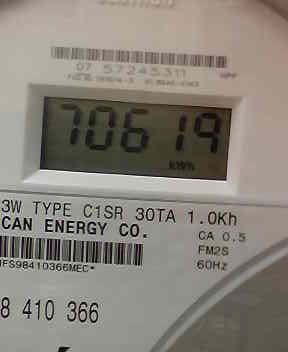 07 57245311
70619
KWH
3W TYPE C1SR 30TA 1.0Kh
CAN ENERGY CO.
CA 0.5
FM2S
60Hz
8 410 366